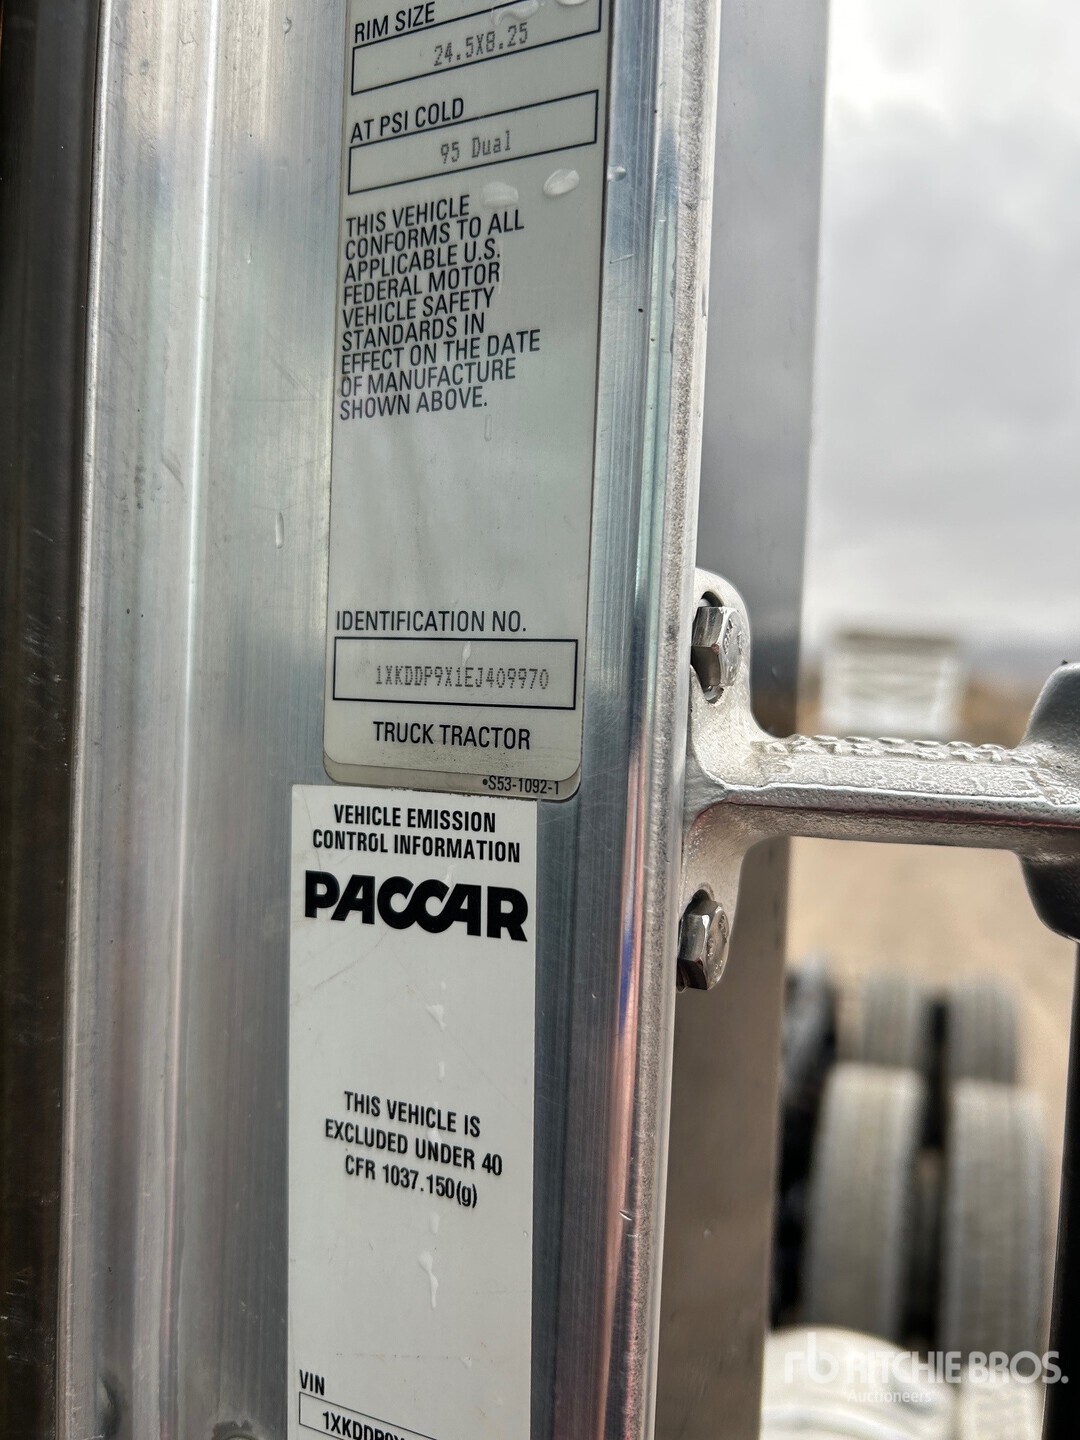 RIM SIZE
24.5X8.25
AT PSI COLD
95 Dual
THIS VEHICLE
CONFORMS TO ALL
APPLICABLE U.S.
FEDERAL MOTOR
VEHICLE SAFETY
STANDARDS IN
EFFECT ON THE DATE
OF MANUFACTURE
SHOWN ABOVE.
IDENTIFICATION NO.
1XKDDP9X1EJ409970
TRUCK TRACTOR
•S53-1092-1
VEHICLE EMISSION
CONTROL INFORMATION
PACCAR
THIS VEHICLE IS
EXCLUDED UNDER 40
CFR 1037.150(g)
VIN
1XKDDP9X
rb RITCHIE BROS.
Auctioneers